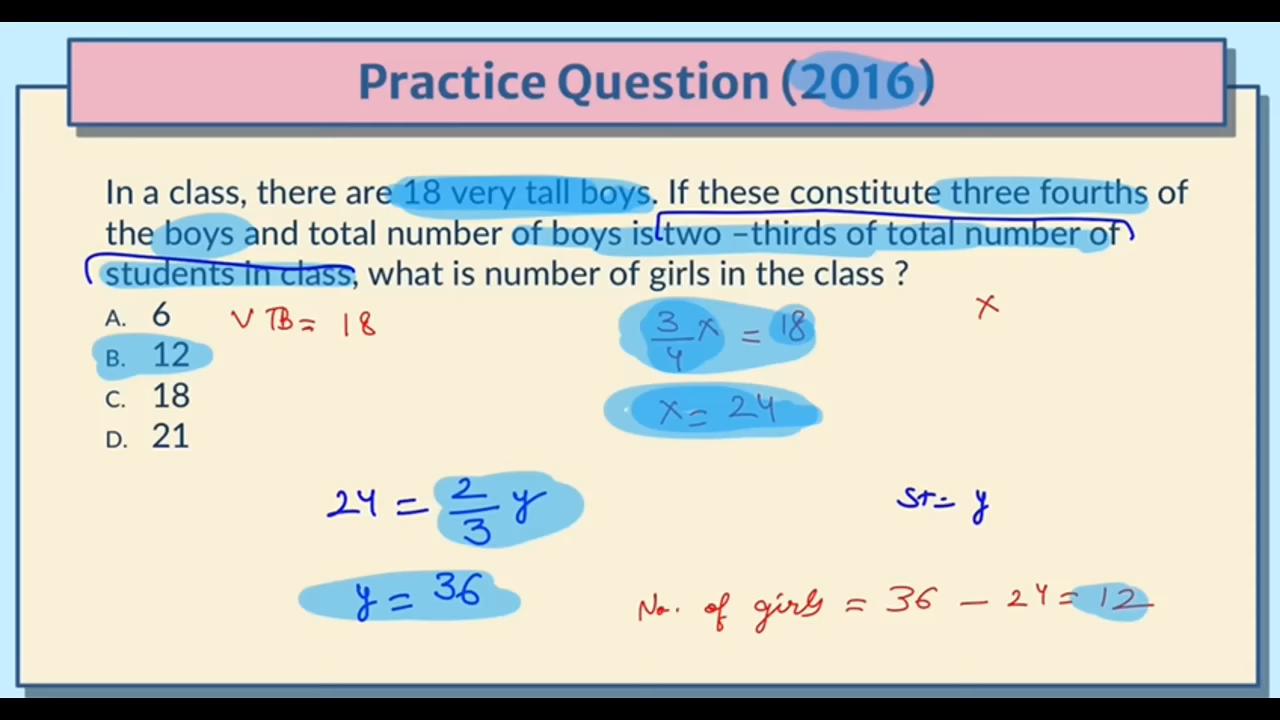 Practice Question (2016)
In a class, there are 18 very tall boys. If these constitute three fourths of
the boys and total number of boys is two –thirds of total number of
students in class, what is number of girls in the class ?
A. 6
B. 12
C. 18
D. 21
VTB = 18
3/4 x = 18
x
x = 24
24 = 2/3 y
St = y
y = 36
No. of girls = 36 - 24 = 12